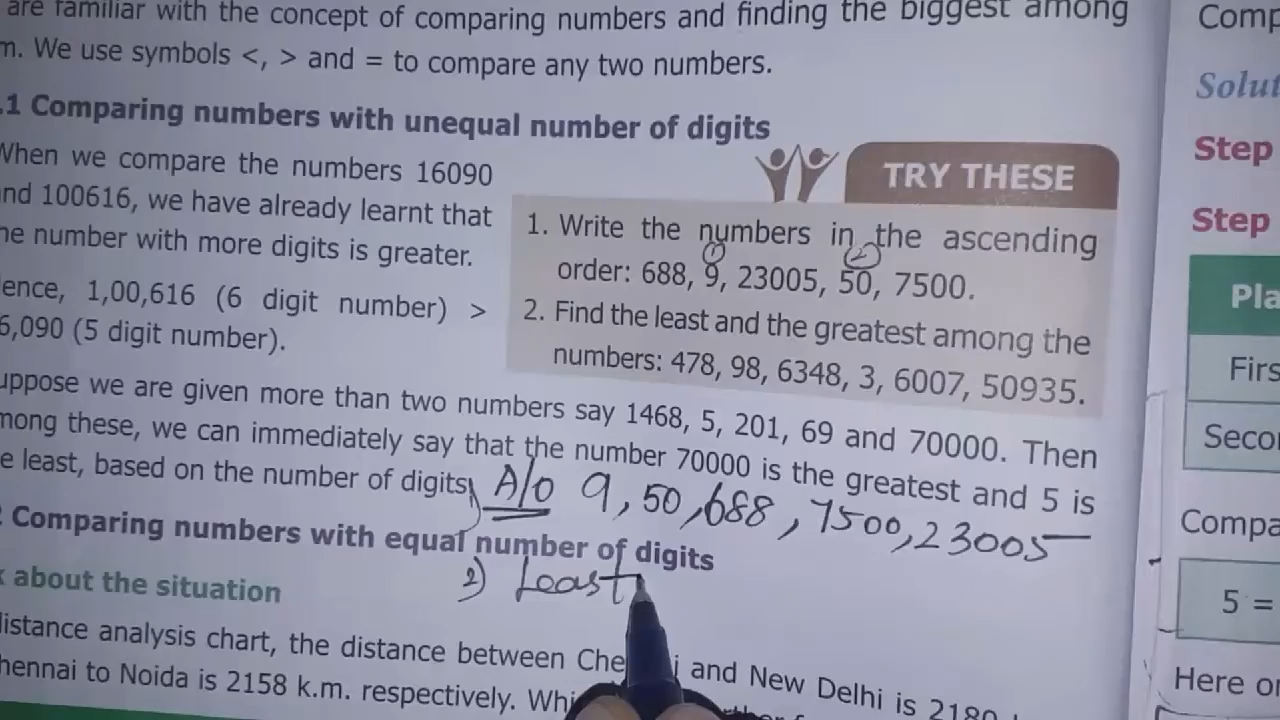 are familiar with the concept of comparing numbers and finding the biggest among
m. We use symbols <, > and = to compare any two numbers.
.1 Comparing numbers with unequal number of digits
When we compare the numbers 16090
nd 100616, we have already learnt that
he number with more digits is greater.
ence, 1,00,616 (6 digit number) >
6,090 (5 digit number).
TRY THESE
1. Write the numbers in the ascending
① ②
order: 688, 9, 23005, 50, 7500.
2. Find the least and the greatest among the
numbers: 478, 98, 6348, 3, 6007, 50935.
uppose we are given more than two numbers say 1468, 5, 201, 69 and 70000. Then
mong these, we can immediately say that the number 70000 is the greatest and 5 is
e least, based on the number of digits
1) A/o 9, 50, 688, 7500, 23005
Comparing numbers with equal number of digits
2) Least
k about the situation
distance analysis chart, the distance between Che i and New Delhi is 2180
hennai to Noida is 2158 k.m. respectively. Whi
Comp
Solut
Step
Step
Pla
Firs
Seco
Compa
5 =
Here o